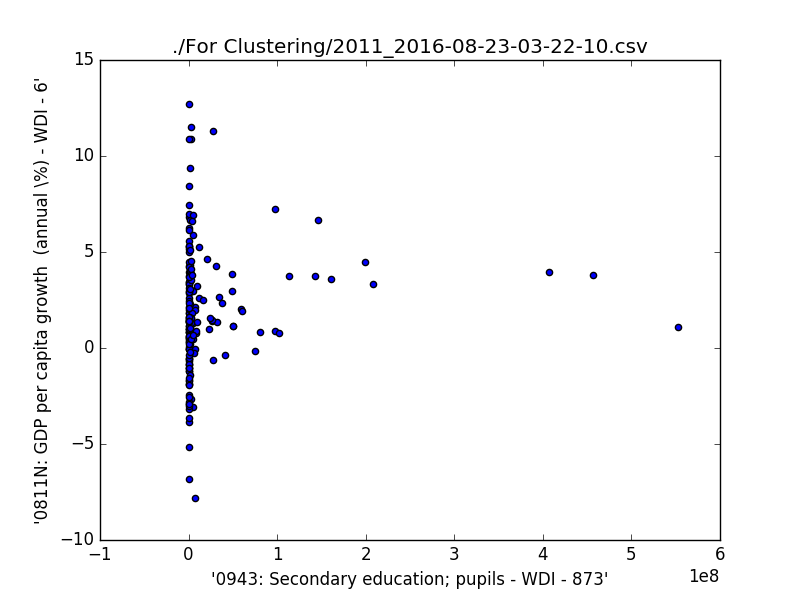 ./For Clustering/2011_2016-08-23-03-22-10.csv
15
10
5
0
−5
−10
'0811N: GDP per capita growth  (annual \%) - WDI - 6'
−1 0 1 2 3 4 5 6
1e8
'0943: Secondary education; pupils - WDI - 873'